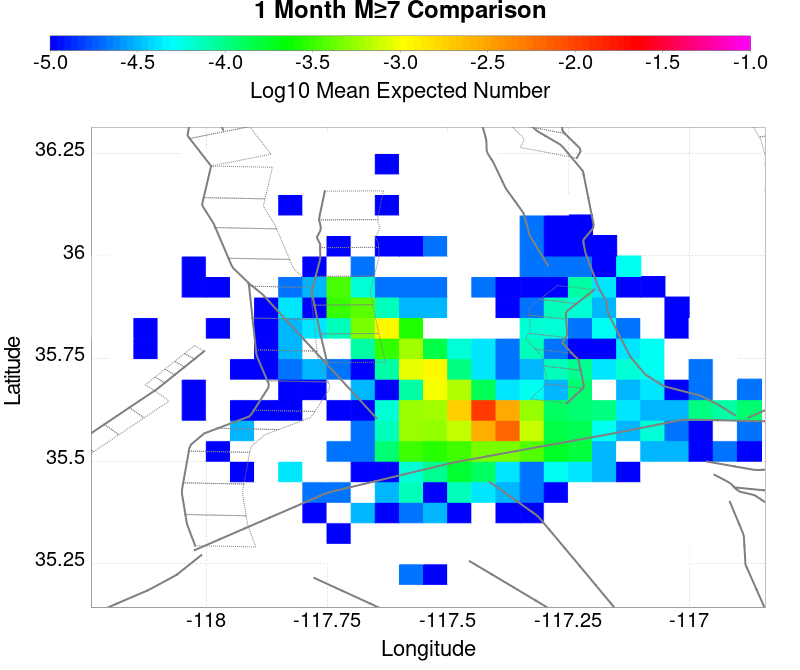 1 Month M≥7 Comparison
-5.0 -4.5 -4.0 -3.5 -3.0 -2.5 -2.0 -1.5 -1.0
Log10 Mean Expected Number
36.25
36
35.75
35.5
35.25
Latitude
-118 -117.75 -117.5 -117.25 -117
Longitude